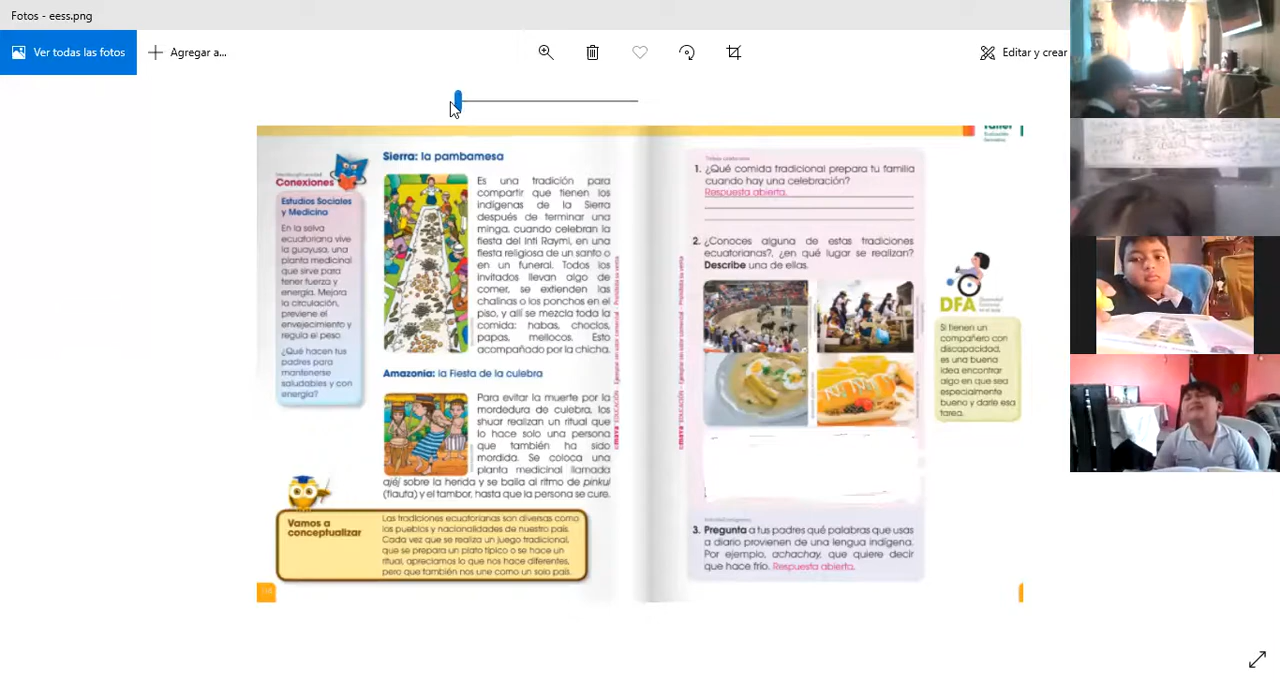 Fotos - eess.png
Ver todas las fotos
Agregar a...
Editar y crear
Conexiones
Estudios Sociales
y Medicina
En la selva
ecuatoriana vive
la guayusa, una
planta medicinal
que sirve para
tener fuerza y
energía. Mejora
la circulación,
previene el
envejecimiento y
regula el peso.
¿Qué hacen tus
padres para
mantenerse
saludables y con
energía?
Sierra: la pambamesa
Es una tradición para
compartir que tienen los
indígenas de la Sierra
después de terminar una
minga, cuando celebran la
fiesta del Inti Raymi, en una
fiesta religiosa de un santo o
en un funeral. Todos los
invitados llevan algo de
comer, se extienden las
chalinas o los ponchos en el
piso, y allí se mezcla toda la
comida: habas, choclos,
papas, mellocos. Esto
acompañado por la chicha.
Amazonía: la Fiesta de la culebra
Para evitar la muerte por la
mordedura de culebra, los
shuar realizan un ritual que
lo hace solo una persona
que también ha sido
mordida. Se coloca una
planta medicinal llamada
ajéj sobre la herida y se baila al ritmo de pinkui
(flauta) y el tambor, hasta que la persona se cure.
Vamos a
conceptualizar
Las tradiciones ecuatorianas son diversas como
los pueblos y nacionalidades de nuestro país.
Cada vez que se realiza un juego tradicional,
que se prepara un plato típico o se hace un
ritual, apreciamos lo que nos hace diferentes,
pero que también nos une como un solo país.
Taller
1. ¿Qué comida tradicional prepara tu familia
cuando hay una celebración?
Respuesta abierta.
2. ¿Conoces alguna de estas tradiciones
ecuatorianas?, ¿en qué lugar se realizan?
Describe una de ellas.
3. Pregunta a tus padres qué palabras que usas
a diario provienen de una lengua indígena.
Por ejemplo, achachay, que quiere decir
que hace frío. Respuesta abierta.
DFA
Si tienen un
compañero con
discapacidad,
es una buena
idea encontrar
algo en que sea
especialmente
bueno y darle esa
tarea.